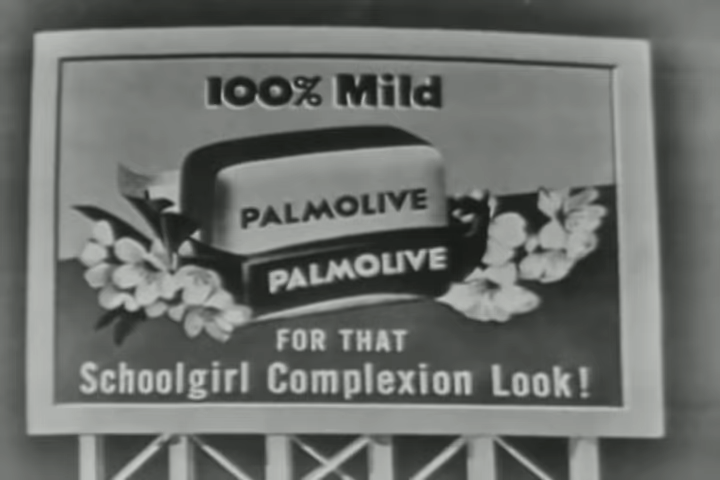 100% Mild
PALMOLIVE
PALMOLIVE
FOR THAT
Schoolgirl Complexion Look!